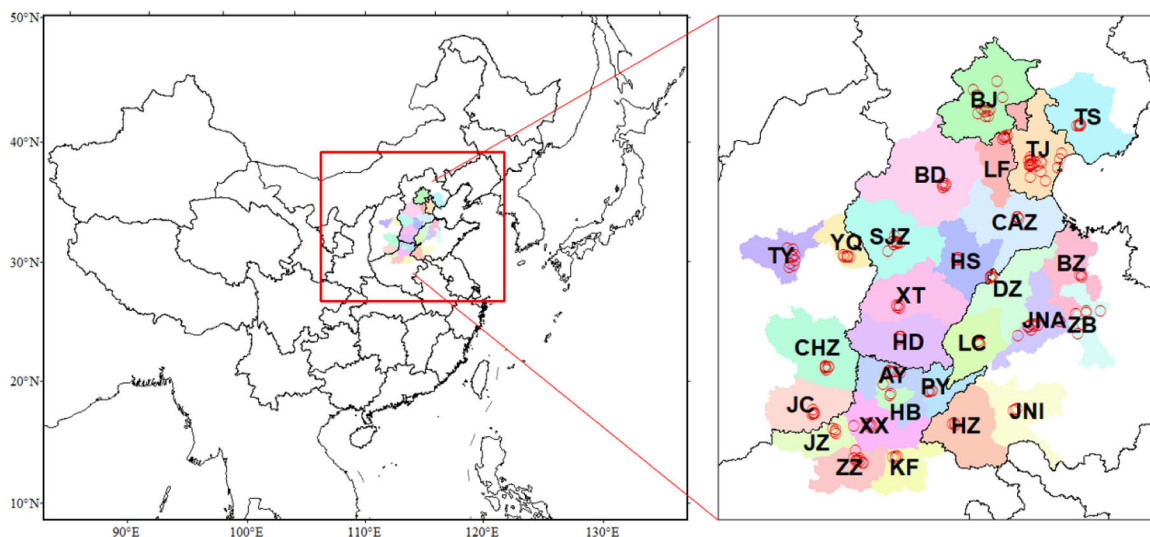 50°N
40°N
30°N
20°N
10°N
90°E
100°E
110°E
120°E
130°E
BJ
TS
TJ
LF
BD
CAZ
SJZ
YQ
TY
HS
BZ
DZ
XT
JNA
ZB
HD
LC
CHZ
AY
PY
JC
HB
JNI
XX
HZ
JZ
ZZ
KF